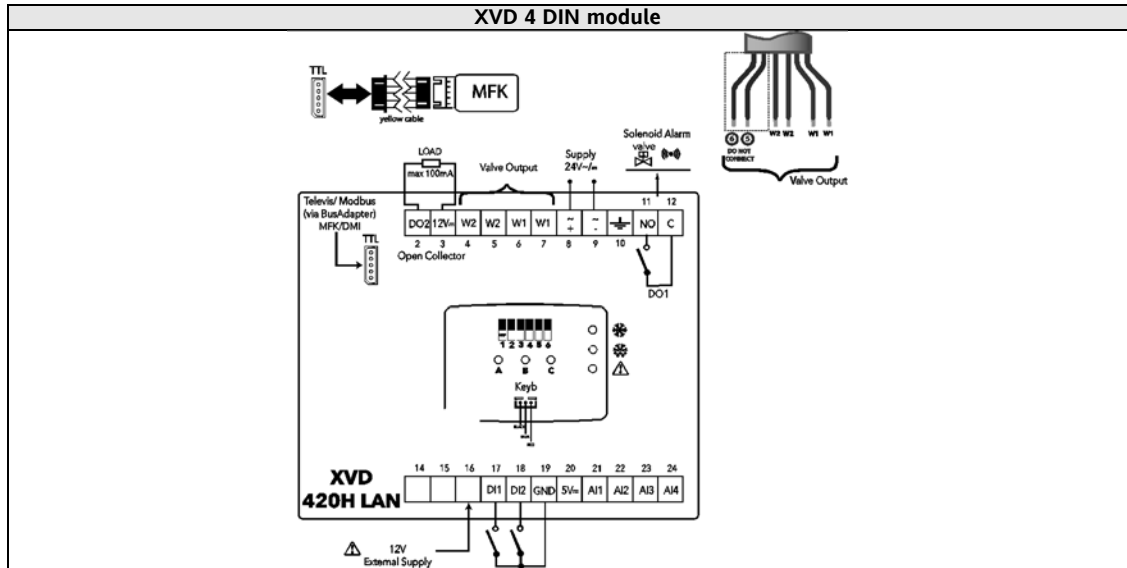 XVD 4 DIN module
TTL
MFK
yellow cable
6 5 W2 W2 W1 W1
DO NOT
CONNECT
Valve Output
LOAD
max 100mA
Valve Output
Supply
24V~/⎓
Solenoid Alarm
valve
Televis/ Modbus
(via BusAdapter)
MFK/DMI
TTL
11 12
DO2 12V⎓ W2 W2 W1 W1 ~ + ~ - NO C
2 3 4 5 6 7 8 9 10
Open Collector
DO1
1 2 3 4 5 6
A B C
Keyb
XVD
420H LAN
14 15 16 17 18 19 20 21 22 23 24
DI1 DI2 GND 5V⎓ AI1 AI2 AI3 AI4
12V
External Supply